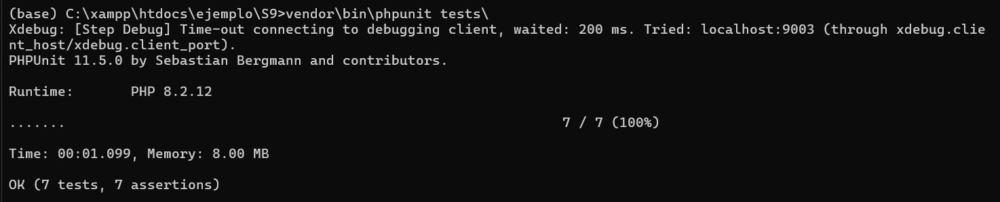 (base) C:\xampp\htdocs\ejemplo\S9>vendor\bin\phpunit tests\
Xdebug: [Step Debug] Time-out connecting to debugging client, waited: 200 ms. Tried: localhost:9003 (through xdebug.clie
nt_host/xdebug.client_port).
PHPUnit 11.5.0 by Sebastian Bergmann and contributors.
Runtime:       PHP 8.2.12
.......                                                             7 / 7 (100%)
Time: 00:01.099, Memory: 8.00 MB
OK (7 tests, 7 assertions)